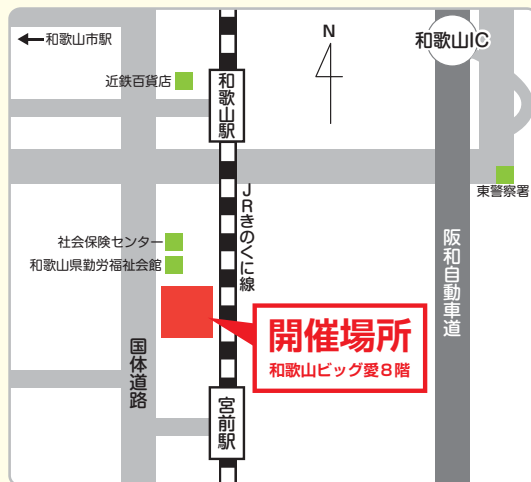 和歌山市駅
N
和歌山IC
近鉄百貨店
和歌山駅
東警察署
JRきのくに線
社会保険センター
和歌山県勤労福祉会館
阪和自動車道
開催場所
和歌山ビッグ愛8階
国体道路
宮前駅